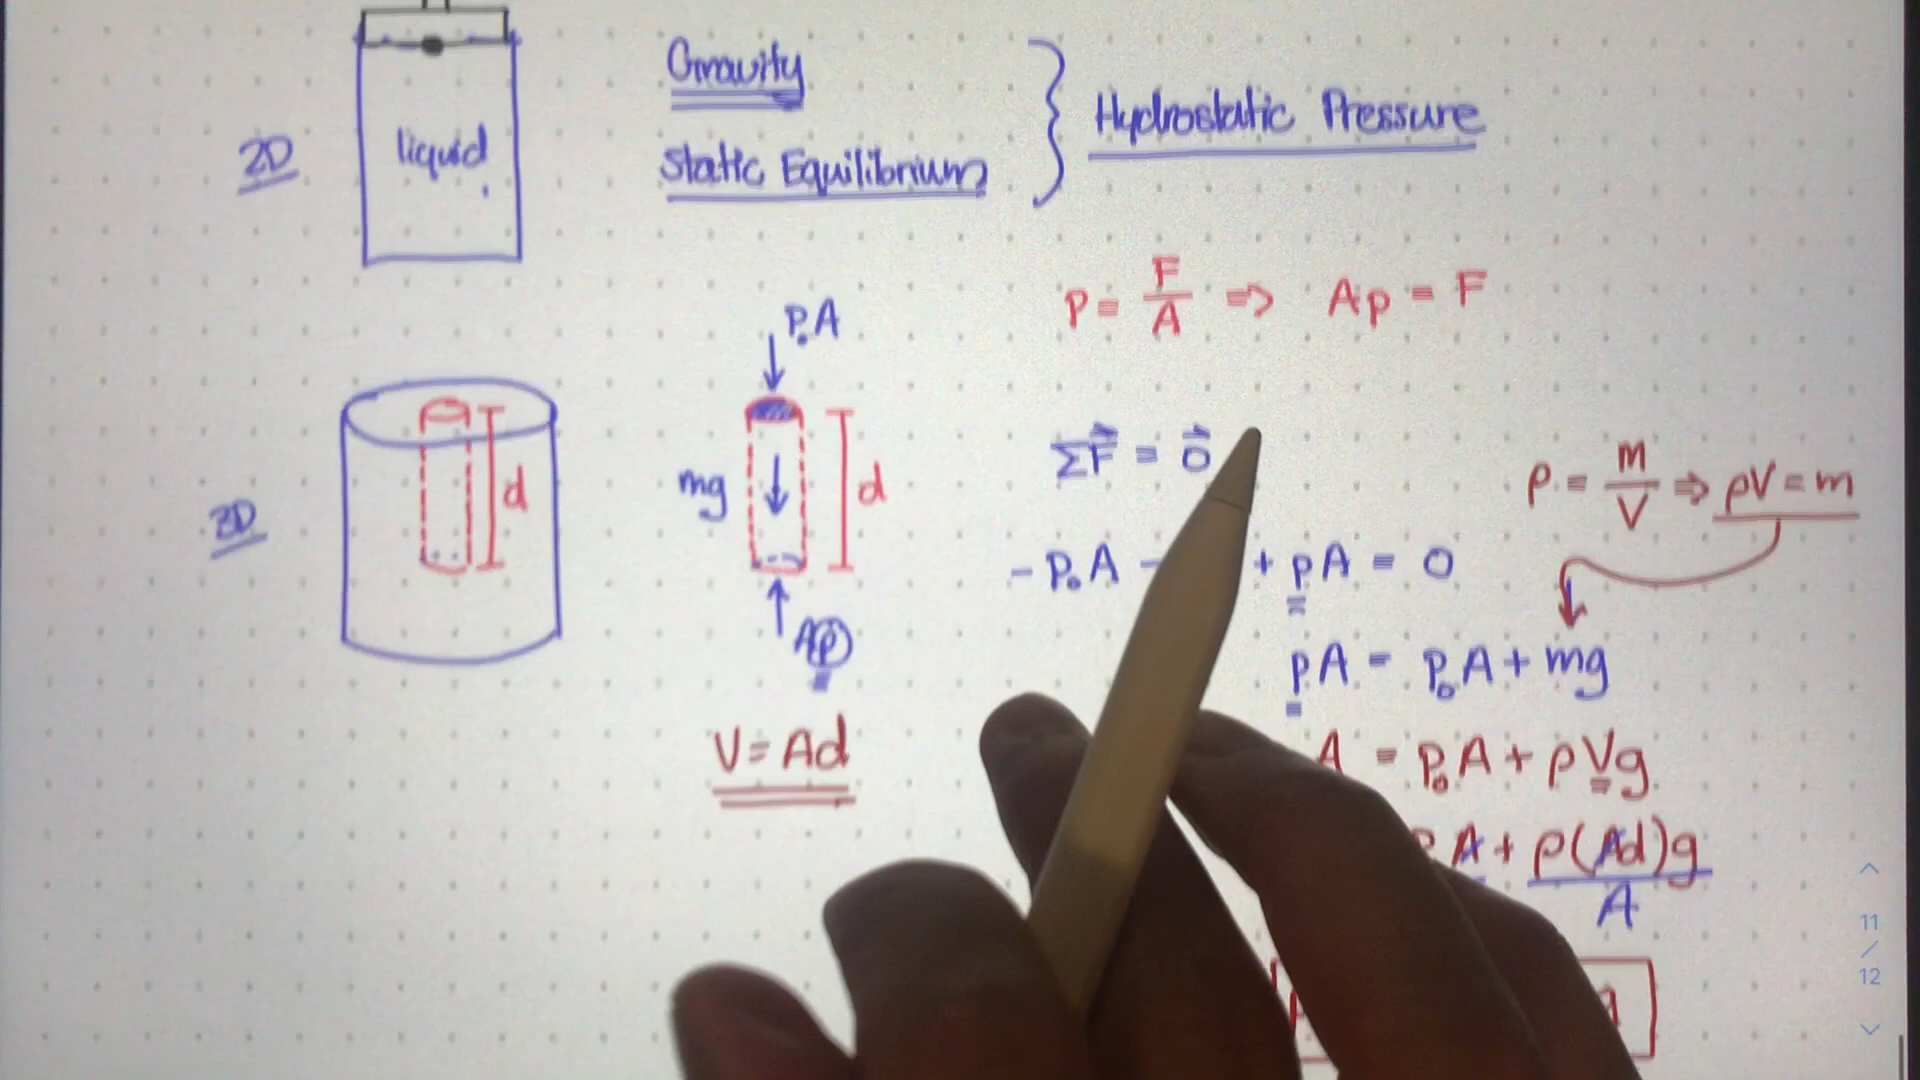 Gravity
2D
liquid
Static Equilibrium
Hydrostatic Pressure
P = F/A ⇒ Ap = F
P₀A
d
mg
d
3D
ΣF⃗ = 0⃗
ρ = m/V ⇒ ρV = m
- P₀A - + pA = 0
Ap
pA = P₀A + mg
V = Ad
A = P₀A + ρVg
A + ρ(Ad)g
A
11
/
12